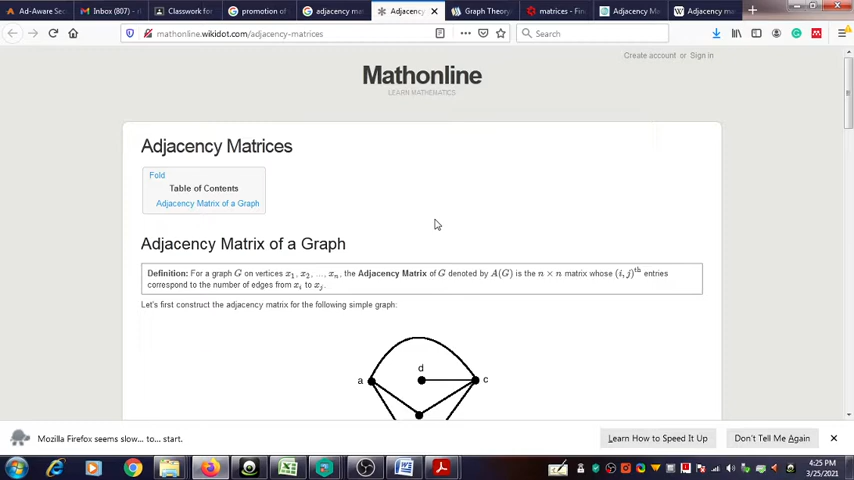 Ad-Aware Sec
Inbox (807) - r
Classwork for
promotion of
adjacency ma
Adjacency
Graph Theory
matrices - Fin
Adjacency Ma
Adjacency ma
mathonline.wikidot.com/adjacency-matrices
Search
Create account or Sign in
Mathonline
LEARN MATHEMATICS
Adjacency Matrices
Fold
Table of Contents
Adjacency Matrix of a Graph
Adjacency Matrix of a Graph
Definition: For a graph G on vertices x1, x2, ..., xn, the Adjacency Matrix of G denoted by A(G) is the n × n matrix whose (i, j)th entries
correspond to the number of edges from xi to xj.
Let's first construct the adjacency matrix for the following simple graph:
d
a
c
Mozilla Firefox seems slow... to... start.
Learn How to Speed It Up
Don't Tell Me Again
4:25 PM
3/25/2021